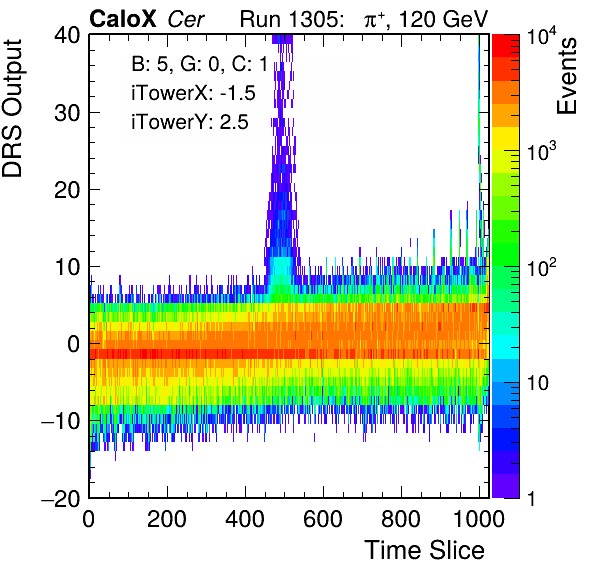 CaloX Cer Run 1305: π⁺, 120 GeV
B: 5, G: 0, C: 1
iTowerX: -1.5
iTowerY: 2.5
DRS Output
40
30
20
10
0
−10
−20
0 200 400 600 800 1000
Time Slice
Events
10⁴
10³
10²
10
1